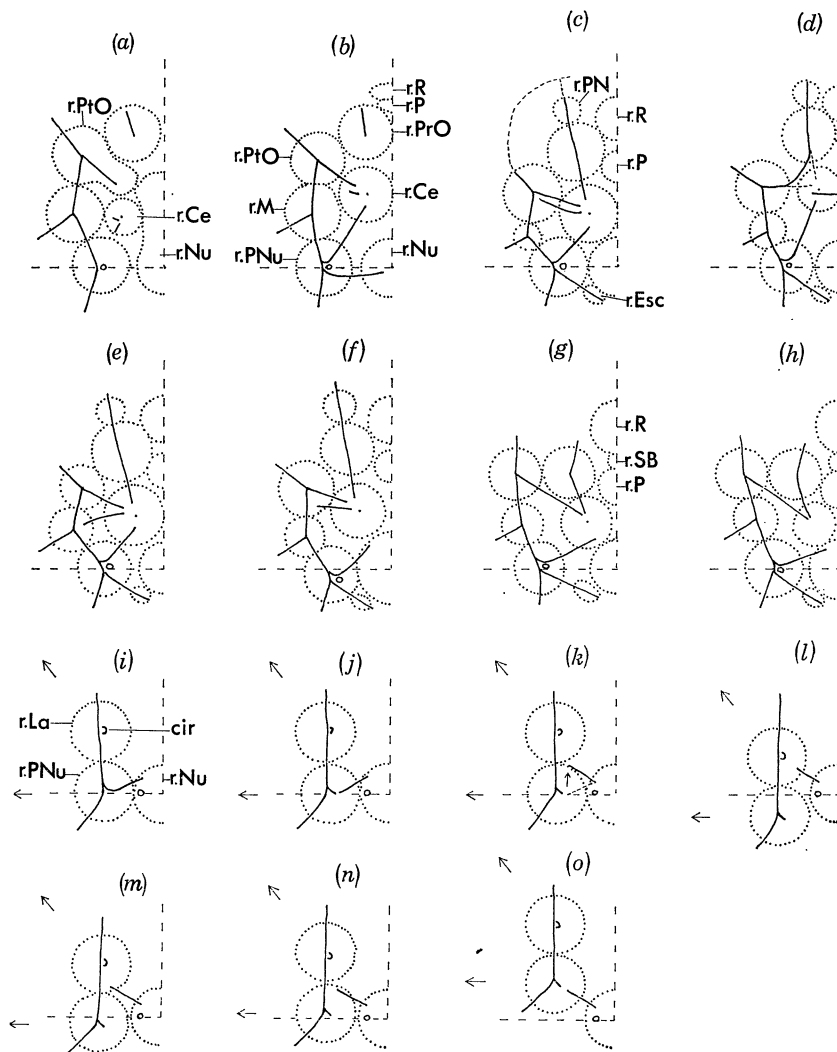 (a) (b) (c) (d)
r.PtO
r.Ce
r.Nu
r.R
r.P
r.PrO
r.PtO
r.Ce
r.M
r.PNu
r.Nu
r.PN
r.R
r.P
r.Esc
(e) (f) (g) (h)
r.R
r.SB
r.P
(i) (j) (k) (l)
r.La
cir
r.PNu
r.Nu
(m) (n) (o)